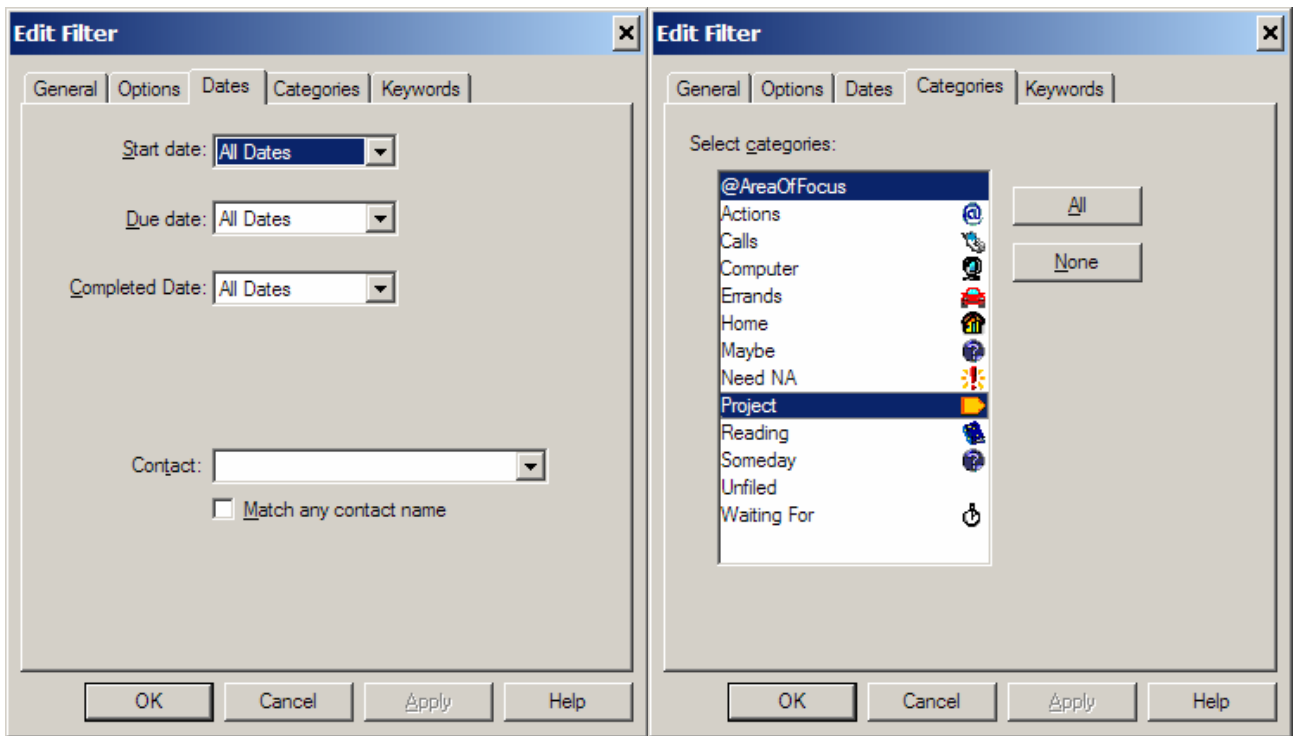 Edit Filter
General Options Dates Categories Keywords
Start date: All Dates
Due date: All Dates
Completed Date: All Dates
Contact:
Match any contact name
OK Cancel Apply Help
Edit Filter
General Options Dates Categories Keywords
Select categories:
@AreaOfFocus
Actions
Calls
Computer
Errands
Home
Maybe
Need NA
Project
Reading
Someday
Unfiled
Waiting For
All
None
OK Cancel Apply Help